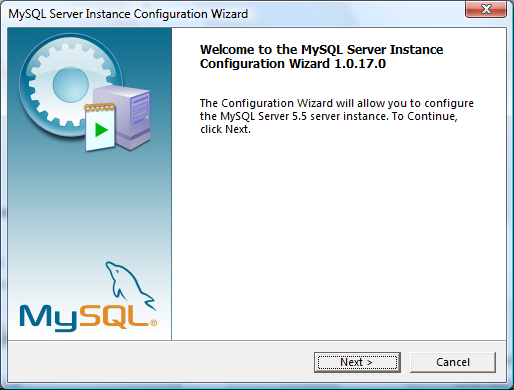 MySQL Server Instance Configuration Wizard
Welcome to the MySQL Server Instance
Configuration Wizard 1.0.17.0
The Configuration Wizard will allow you to configure
the MySQL Server 5.5 server instance. To Continue,
click Next.
MySQL®
Next >
Cancel